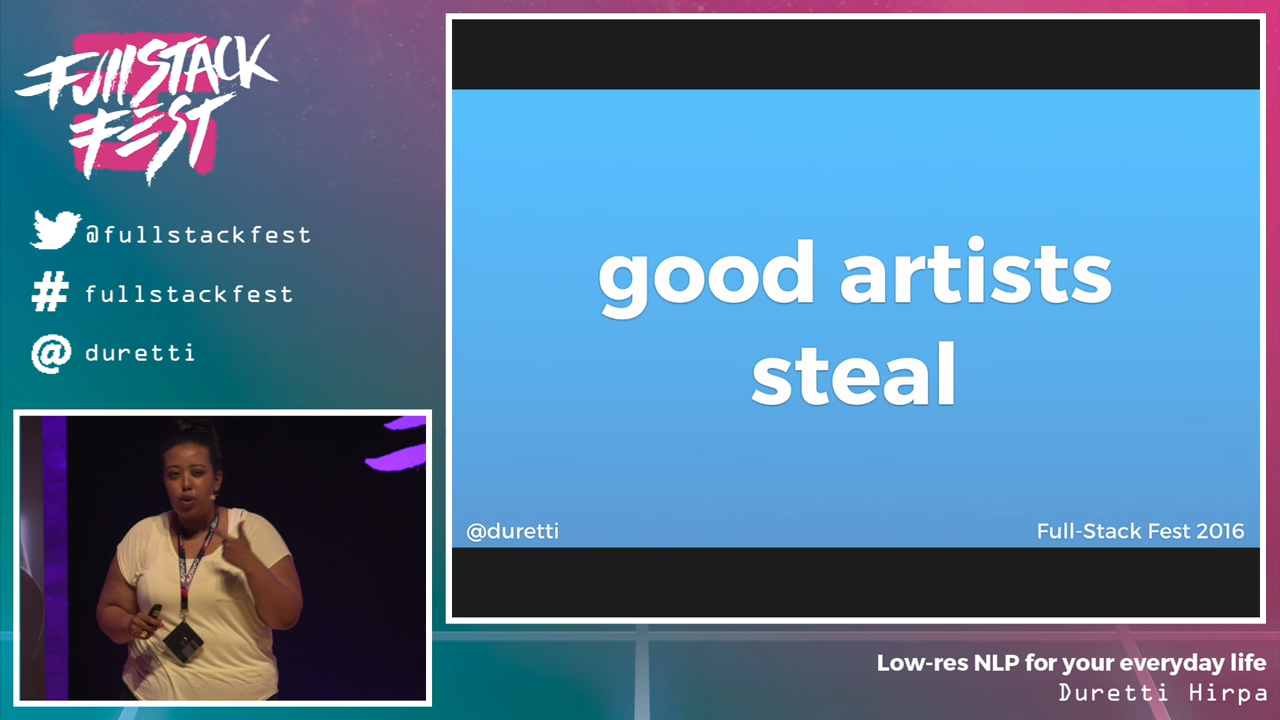 FullStack
Fest
@fullstackfest
# fullstackfest
@ duretti
good artists
steal
@duretti
Full-Stack Fest 2016
Low-res NLP for your everyday life
Duretti Hirpa